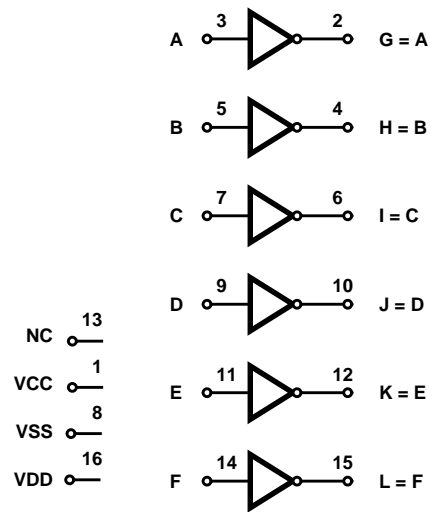 3 2
A G = A
5 4
B H = B
7 6
C I = C
9 10
D J = D
11 12
E K = E
14 15
F L = F
13
NC
1
VCC
8
VSS
16
VDD